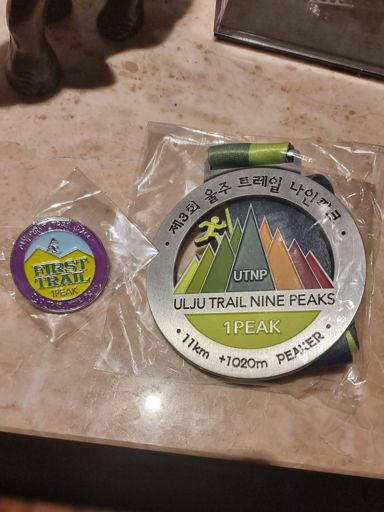 제3회 울주 트레일 나인피크
UTNP
ULJU TRAIL NINE PEAKS
1PEAK
11km +1020m PEAKER
FIRST
TRAIL
1PEAK